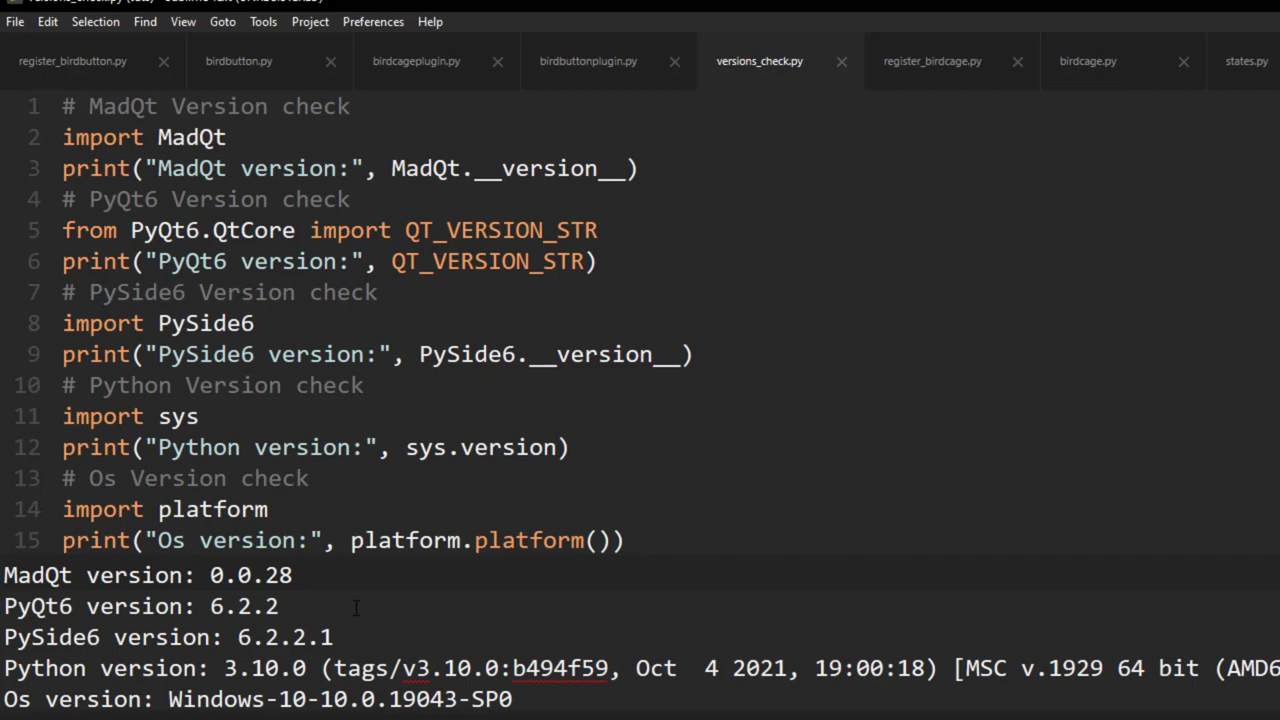 File Edit Selection Find View Goto Tools Project Preferences Help
register_birdbutton.py birdbutton.py birdcageplugin.py birdbuttonplugin.py versions_check.py register_birdcage.py birdcage.py states.py
1 # MadQt Version check
2 import MadQt
3 print("MadQt version:", MadQt.__version__)
4 # PyQt6 Version check
5 from PyQt6.QtCore import QT_VERSION_STR
6 print("PyQt6 version:", QT_VERSION_STR)
7 # PySide6 Version check
8 import PySide6
9 print("PySide6 version:", PySide6.__version__)
10 # Python Version check
11 import sys
12 print("Python version:", sys.version)
13 # Os Version check
14 import platform
15 print("Os version:", platform.platform())
MadQt version: 0.0.28
PyQt6 version: 6.2.2
PySide6 version: 6.2.2.1
Python version: 3.10.0 (tags/v3.10.0:b494f59, Oct  4 2021, 19:00:18) [MSC v.1929 64 bit (AMD6
Os version: Windows-10-10.0.19043-SP0